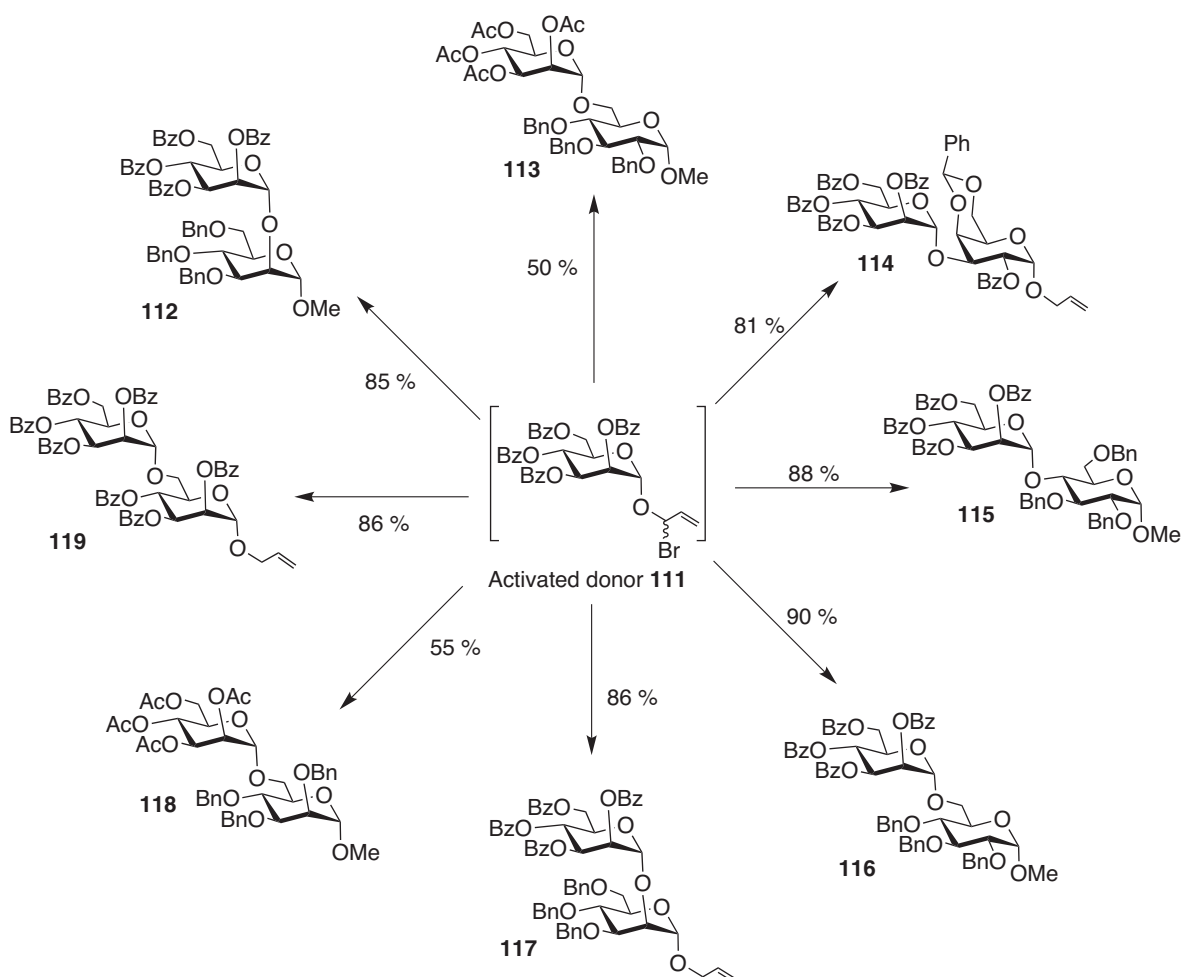 AcO OAc
AcO O
AcO
O
BnO O
BnO
113 BnO
OMe
BzO OBz
BzO O
BzO
O
BnO
BnO O
BnO
112 OMe
Ph
O
BzO OBz O
BzO O
BzO O
114 O
BzO
O
50 %
81 %
85 %
BzO OBz
BzO O
BzO
O
BzO OBz
BzO O
BzO
119 O
86 %
BzO OBz
BzO O
BzO
O
Br
Activated donor 111
88 %
BzO OBz
BzO O
BzO OBn
O O
BnO
BnO
OMe
115
55 %
86 %
90 %
AcO OAc
AcO O
AcO
O OBn
BnO O
BnO
118 OMe
BzO OBz
BzO O
BzO
O
BnO
BnO O
BnO
117 O
BzO OBz
BzO O
BzO
O
BnO O
BnO
BnO
OMe
116